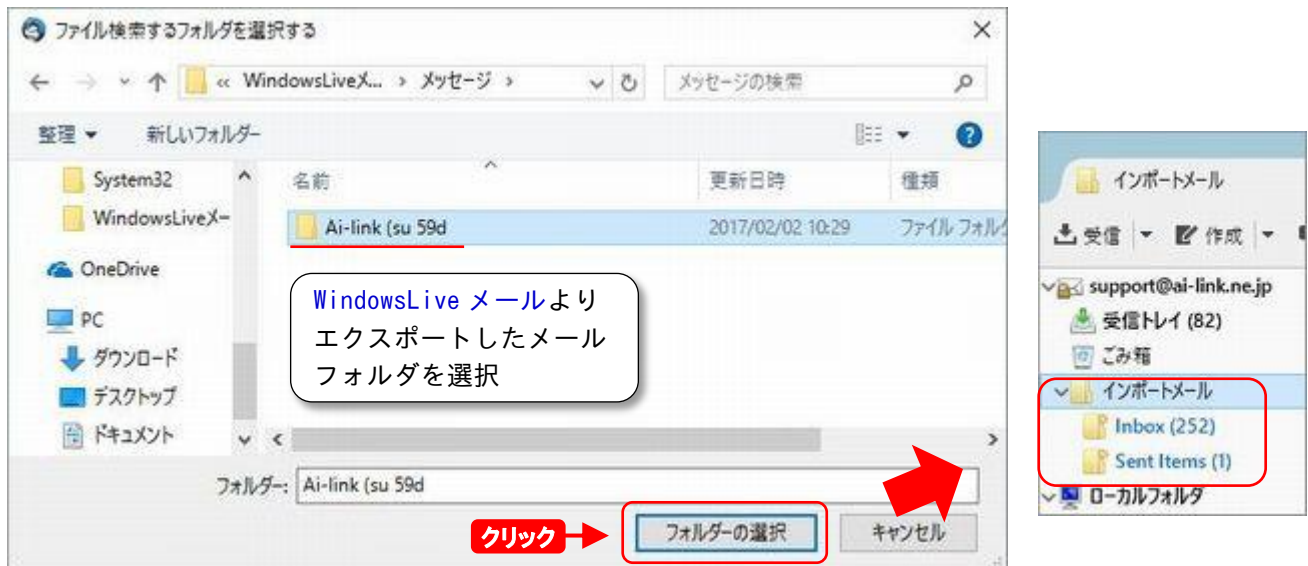 ファイル検索するフォルダを選択する
« WindowsLiveメ... › メッセージ ›
メッセージの検索
整理
新しいフォルダー
System32
WindowsLiveメー
OneDrive
PC
ダウンロード
デスクトップ
ドキュメント
名前
更新日時
種類
Ai-link (su 59d
2017/02/02 10:29
ファイル フォル
WindowsLive メールより
エクスポートしたメール
フォルダを選択
フォルダー:
Ai-link (su 59d
クリック
フォルダーの選択
キャンセル
インポートメール
受信
作成
support@ai-link.ne.jp
受信トレイ (82)
ごみ箱
インポートメール
Inbox (252)
Sent Items (1)
ローカルフォルダ